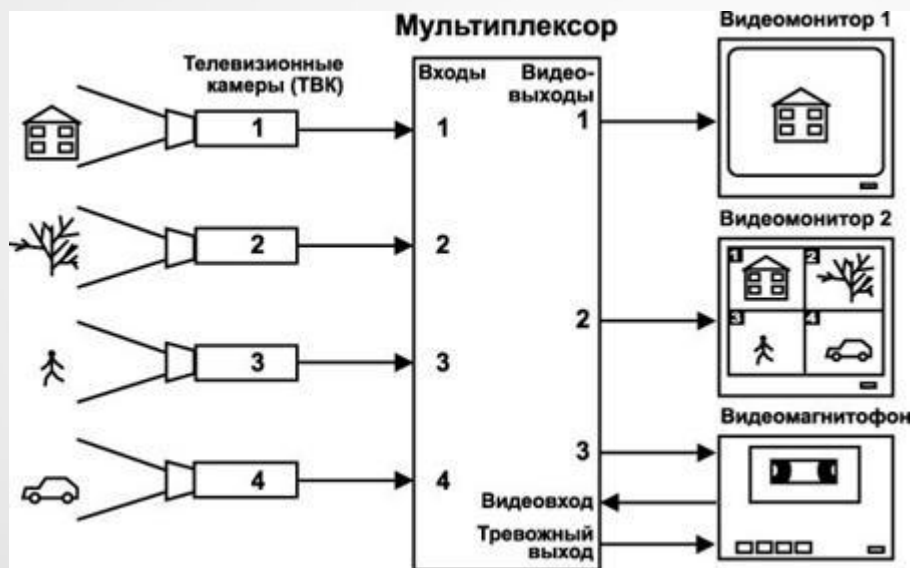 Мультиплексор
Телевизионные
камеры (ТВК)
1
2
3
4
Входы
1
2
3
4
Видео-
выходы
1
2
3
Видеовход
Тревожный
выход
Видеомонитор 1
Видеомонитор 2
1
2
3
4
Видеомагнитофон